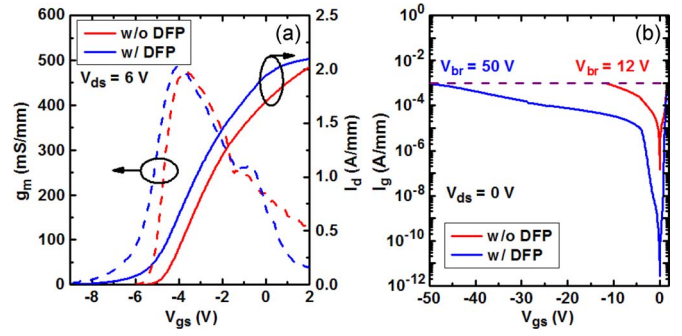 (a)
w/o DFP
w/ DFP
V_ds = 6 V
g_m (mS/mm)
600
500
400
300
200
100
0
-8 -6 -4 -2 0 2
V_gs (V)
2.5
2.0
1.5
1.0
0.5
0.0
I_d (A/mm)
(b)
V_br = 50 V
V_br = 12 V
V_ds = 0 V
w/o DFP
w/ DFP
I_g (A/mm)
10^0
10^-2
10^-4
10^-6
10^-8
10^-10
10^-12
-50 -40 -30 -20 -10 0
V_gs (V)